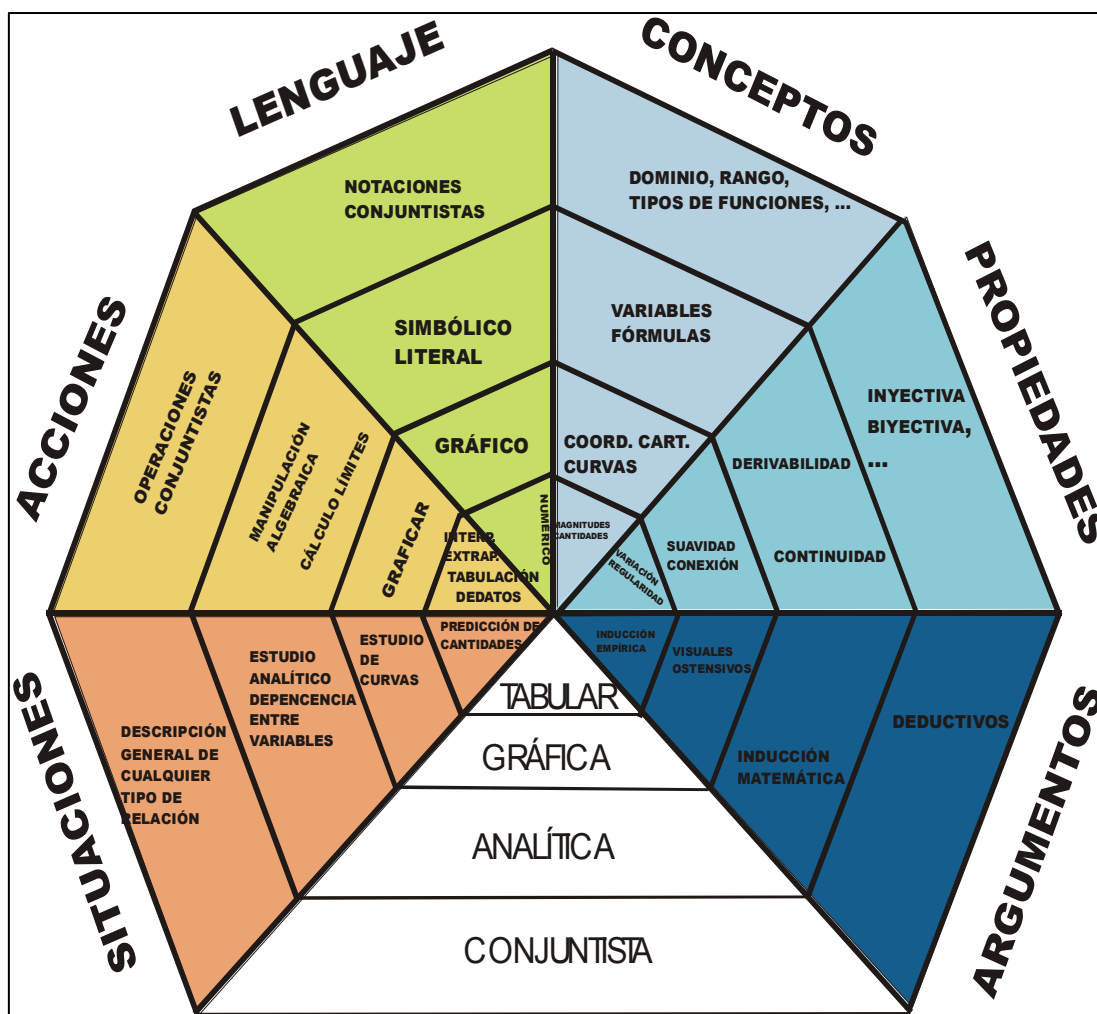 LENGUAJE
CONCEPTOS
PROPIEDADES
ARGUMENTOS
SITUACIONES
ACCIONES
NOTACIONES
CONJUNTISTAS
SIMBÓLICO
LITERAL
GRÁFICO
NUMERICO
DOMINIO, RANGO,
TIPOS DE FUNCIONES, ...
VARIABLES
FÓRMULAS
COORD. CART.
CURVAS
MAGNITUDES
CANTIDADES
INYECTIVA
BIYECTIVA,
...
DERIVABILIDAD
CONTINUIDAD
SUAVIDAD
CONEXIÓN
VARIACIÓN
REGULARIDAD
OPERACIONES
CONJUNTISTAS
MANIPULACIÓN
ALGEBRAICA
CÁLCULO LÍMITES
GRAFICAR
INTERP.
EXTRAP.
TABULACIÓN
DEDATOS
PREDICCIÓN DE
CANTIDADES
ESTUDIO
DE
CURVAS
ESTUDIO
ANALÍTICO
DEPENCENCIA
ENTRE
VARIABLES
DESCRIPCIÓN
GENERAL DE
CUALQUIER
TIPO DE
RELACIÓN
INDUCCIÓN
EMPÍRICA
VISUALES
OSTENSIVOS
INDUCCIÓN
MATEMÁTICA
DEDUCTIVOS
TABULAR
GRÁFICA
ANALÍTICA
CONJUNTISTA